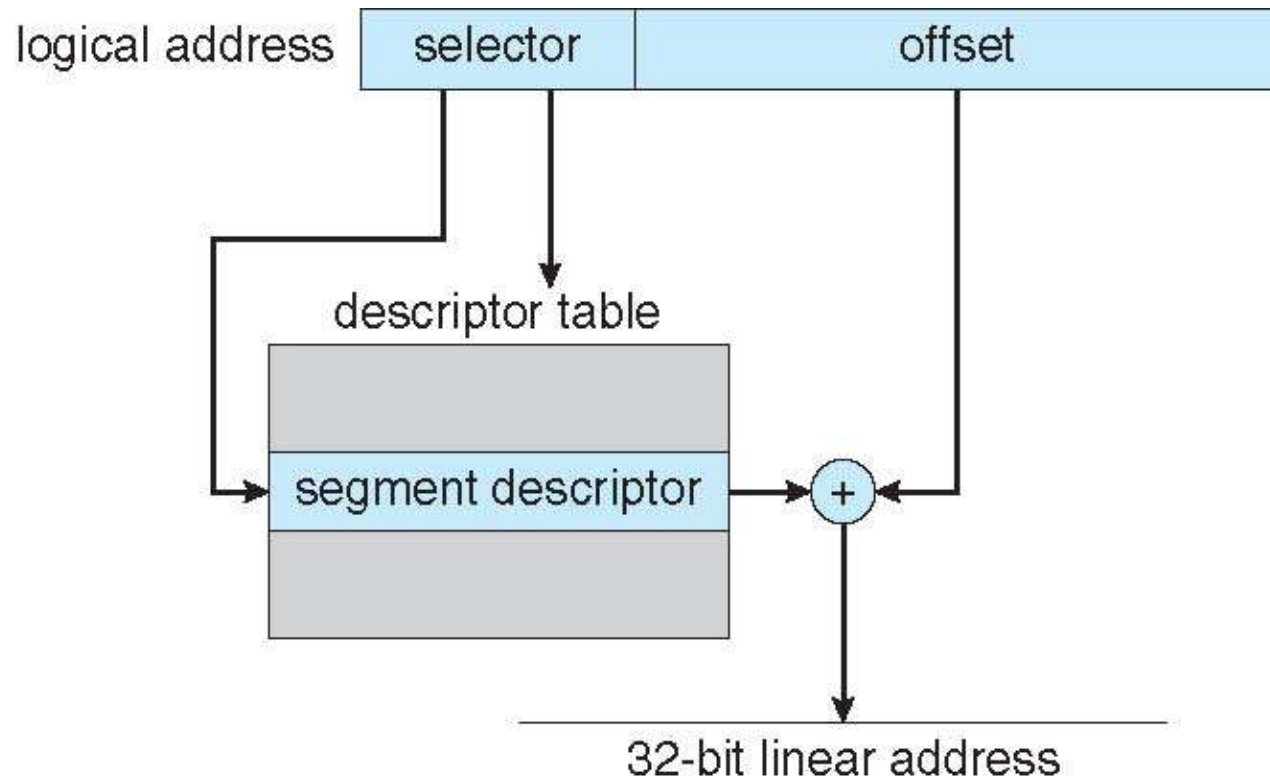 logical address selector offset
descriptor table
segment descriptor +
32-bit linear address